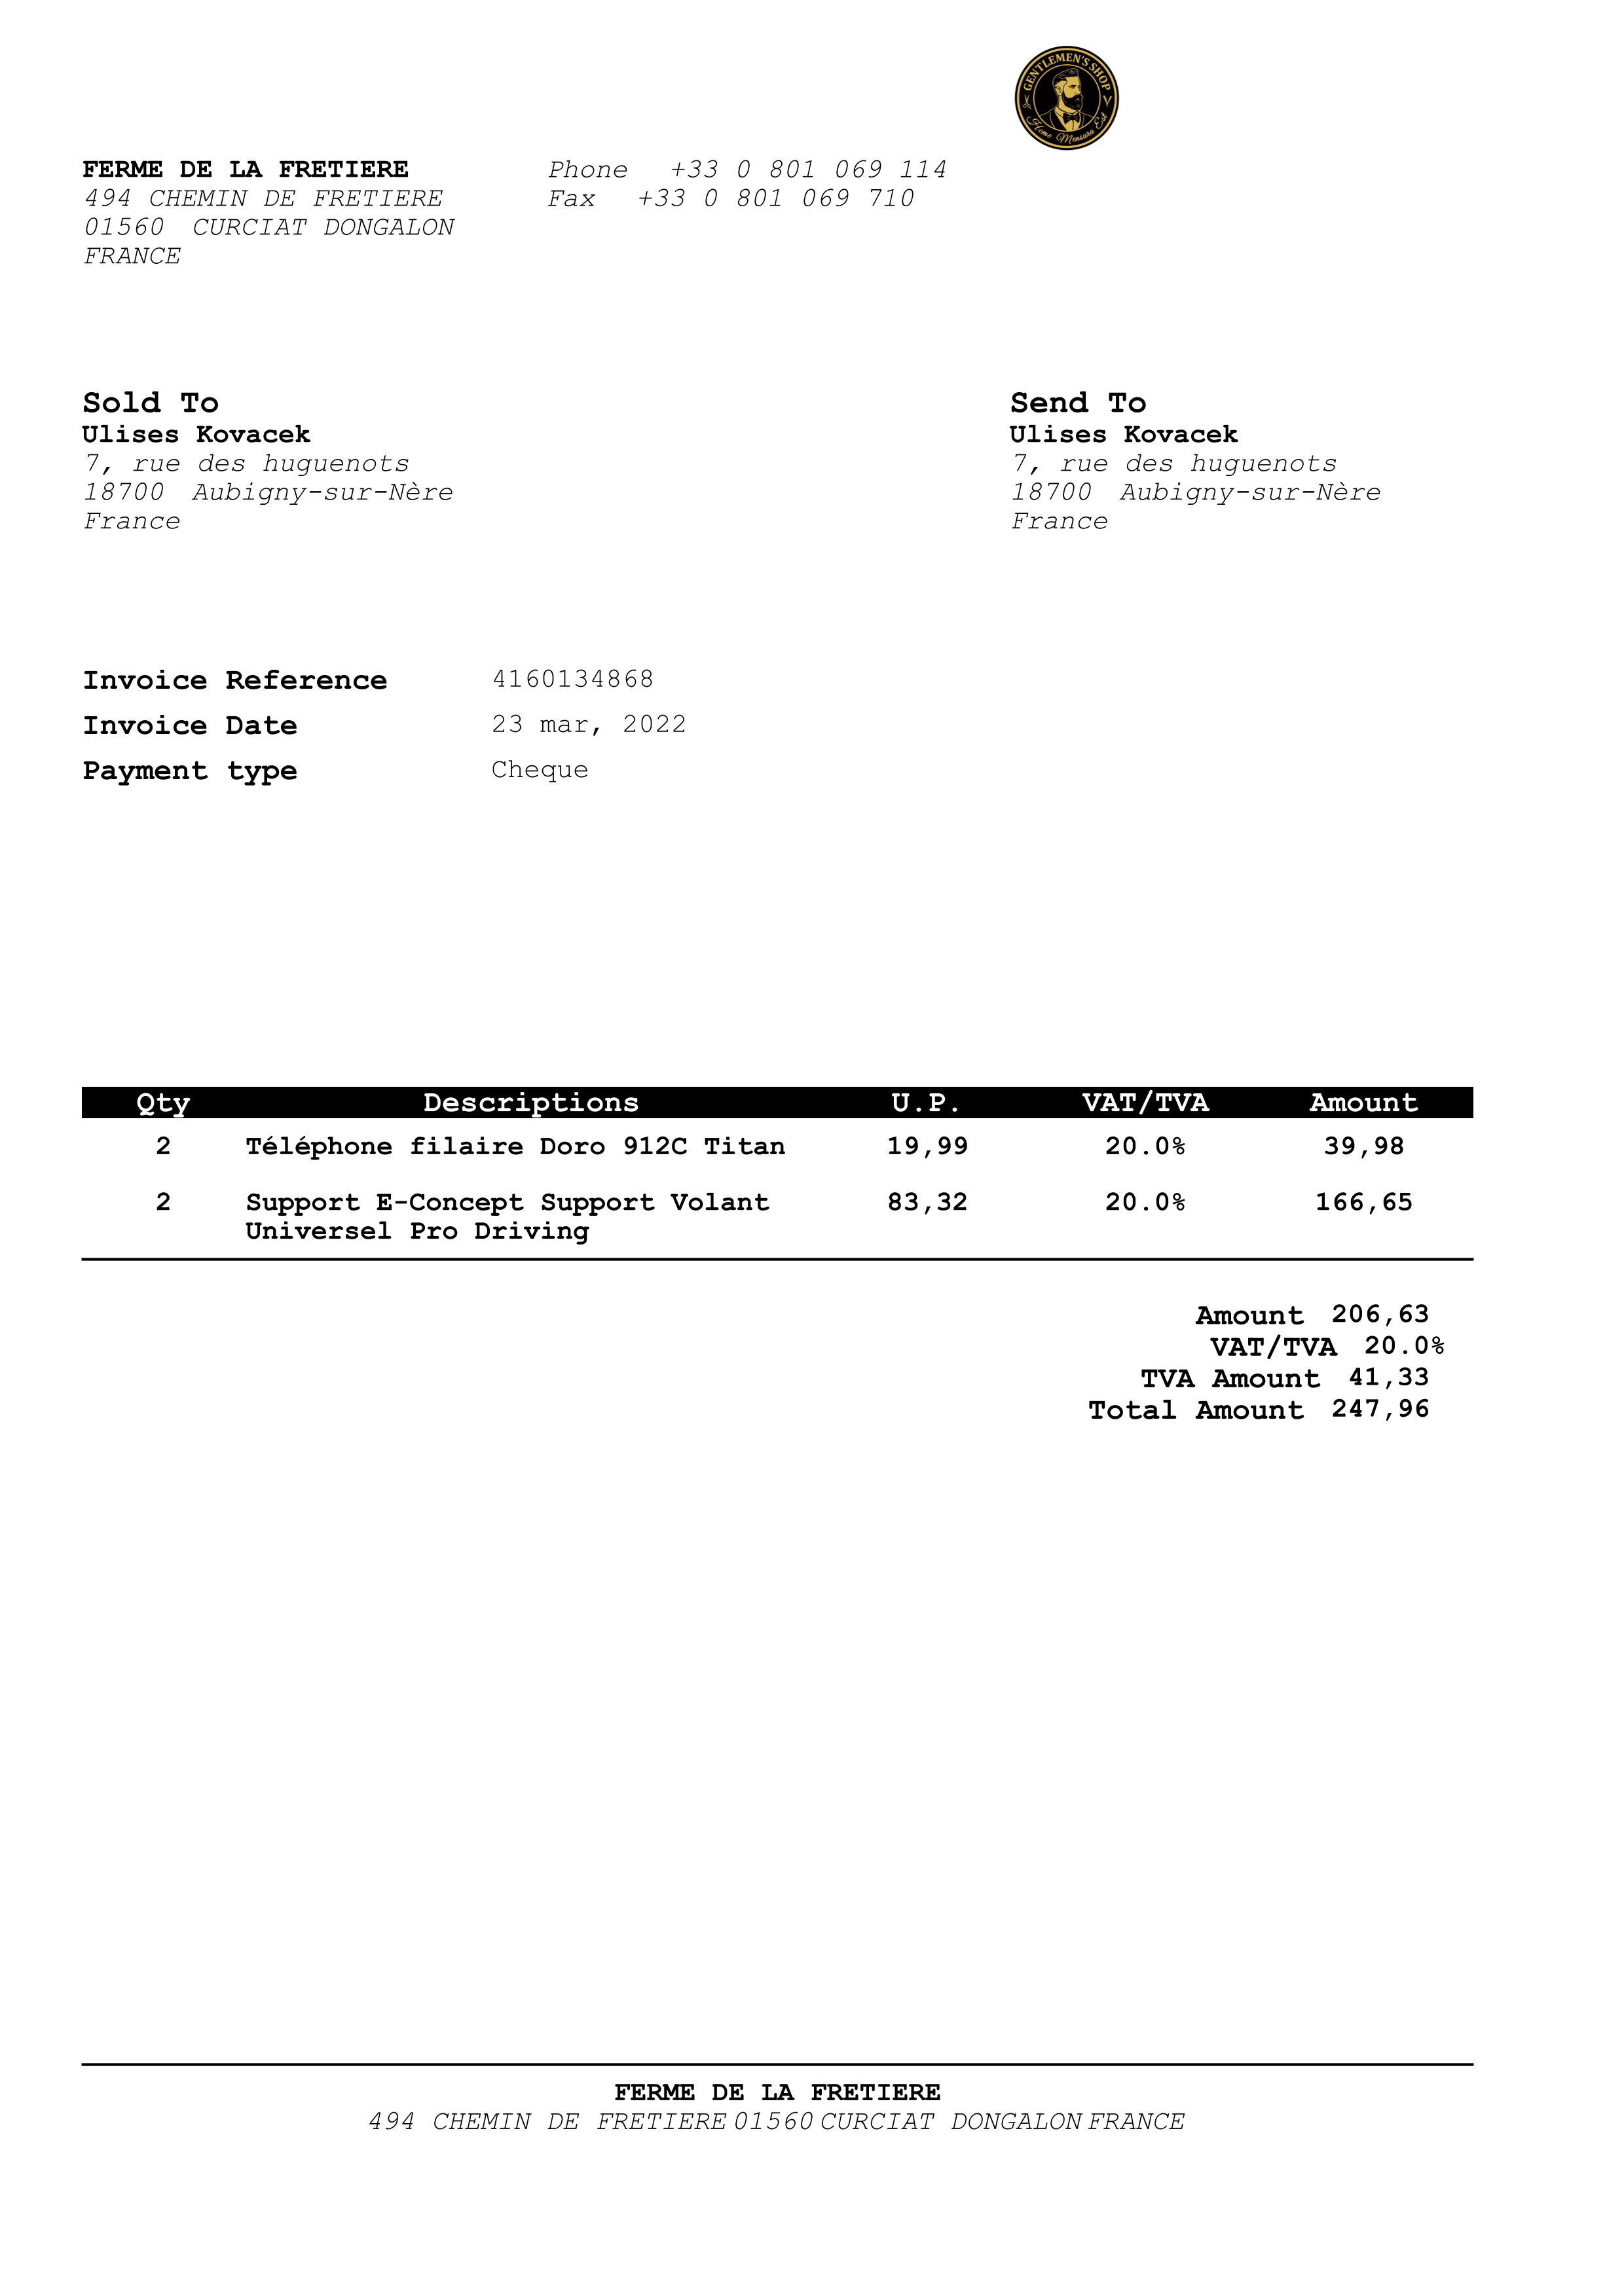 GENTLEMEN'S SHOP
Homo Mensura Est
FERME DE LA FRETIERE
494 CHEMIN DE FRETIERE
01560 CURCIAT DONGALON
FRANCE
Phone +33 0 801 069 114
Fax +33 0 801 069 710
Sold To
Ulises Kovacek
7, rue des huguenots
18700 Aubigny-sur-Nère
France
Send To
Ulises Kovacek
7, rue des huguenots
18700 Aubigny-sur-Nère
France
Invoice Reference 4160134868
Invoice Date 23 mar, 2022
Payment type Cheque
Qty Descriptions U.P. VAT/TVA Amount
2 Téléphone filaire Doro 912C Titan 19,99 20.0% 39,98
2 Support E-Concept Support Volant 83,32 20.0% 166,65
Universel Pro Driving
Amount 206,63
VAT/TVA 20.0%
TVA Amount 41,33
Total Amount 247,96
FERME DE LA FRETIERE
494 CHEMIN DE FRETIERE 01560 CURCIAT DONGALON FRANCE